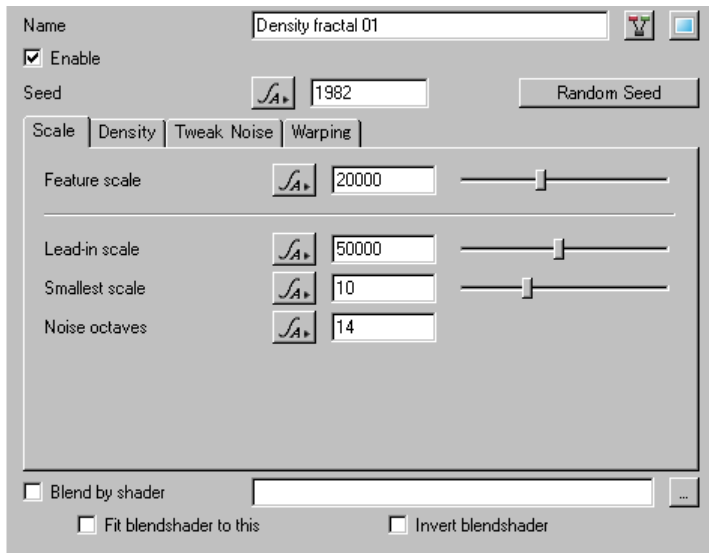 Name Density fractal 01
Enable
Seed 1982 Random Seed
Scale Density Tweak Noise Warping
Feature scale 20000
Lead-in scale 50000
Smallest scale 10
Noise octaves 14
Blend by shader ...
Fit blendshader to this Invert blendshader